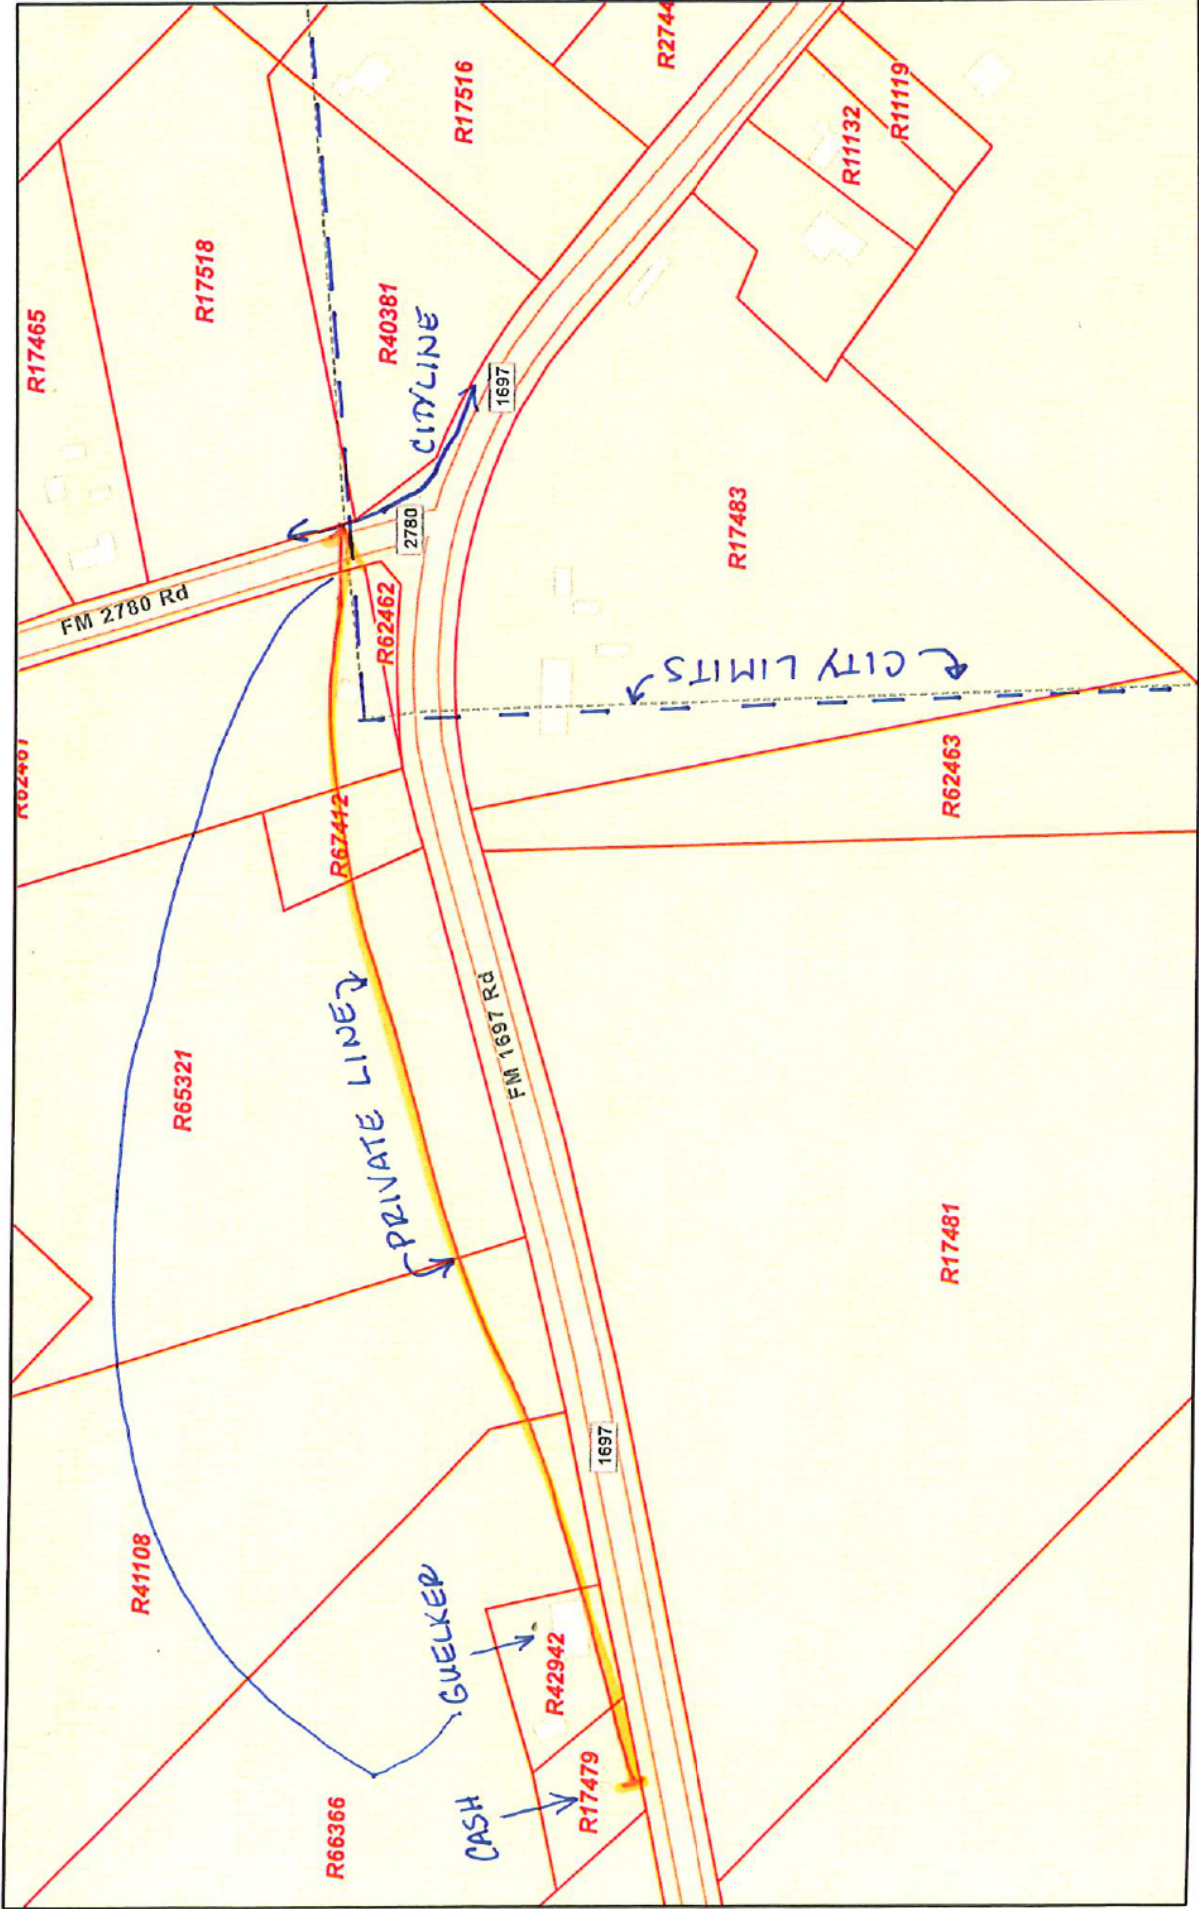 R17465
R17518
R17516
R2744
R11119
R11132
R40381
CITYLINE
1697
2780
FM 2780 Rd
R62462
R17483
CITY LIMITS
R62463
R67412
PRIVATE LINE
FM 1697 Rd
R65321
R17481
1697
R41108
GUELKER
R42942
CASH
R17479
R66366